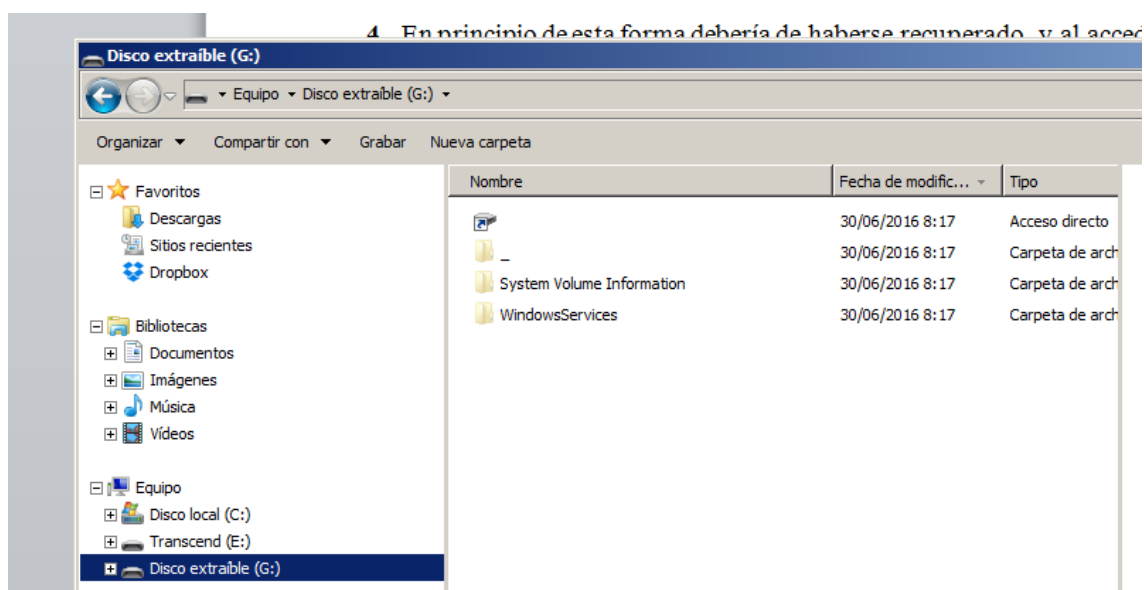 4. En principio de esta forma debería de haberse recuperado, y al acced
Disco extraíble (G:)
Equipo Disco extraíble (G:)
Organizar Compartir con Grabar Nueva carpeta
Favoritos
Descargas
Sitios recientes
Dropbox
Bibliotecas
Documentos
Imágenes
Música
Vídeos
Equipo
Disco local (C:)
Transcend (E:)
Disco extraíble (G:)
Nombre Fecha de modific... Tipo
30/06/2016 8:17 Acceso directo
_ 30/06/2016 8:17 Carpeta de arch
System Volume Information 30/06/2016 8:17 Carpeta de arch
WindowsServices 30/06/2016 8:17 Carpeta de arch